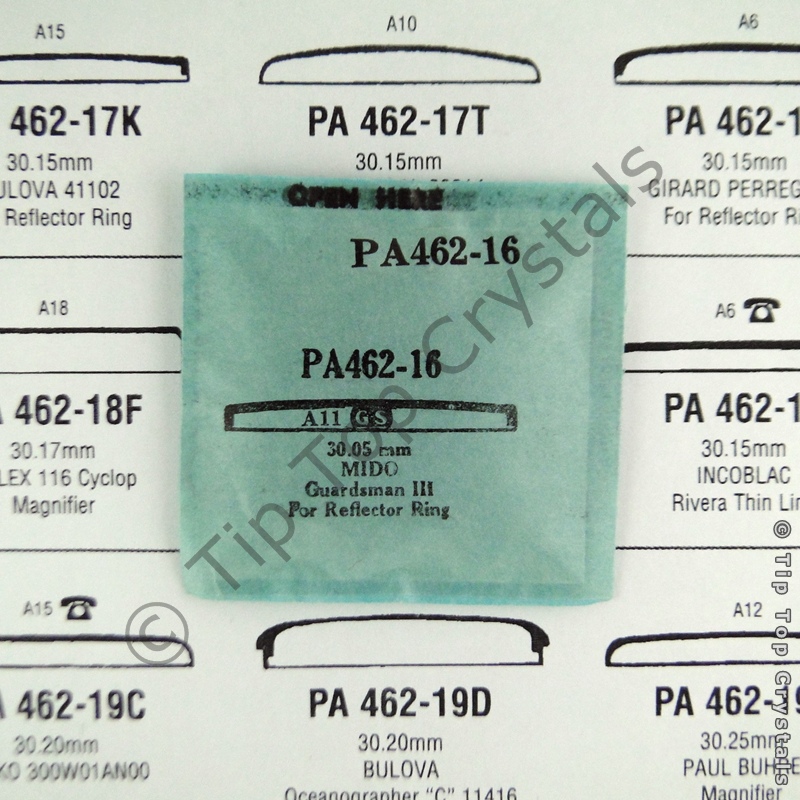 A15
A10
A6
462-17K
PA 462-17T
PA 462-1
30.15mm
30.15mm
30.15mm
ULOVA 41102
GIRARD PERREG
Reflector Ring
For Reflector Ri
OPEN HERE
PA462-16
A18
A6
PA462-16
A11 GS
30.05 mm
MIDO
Guardsman III
For Reflector Ring
A 462-18F
PA 462-1
30.17mm
30.15mm
LEX 116 Cyclop
INCOBLAC
Magnifier
Rivera Thin Lin
A15
A12
A 462-19C
PA 462-19D
PA 462-19
30.20mm
30.20mm
30.25mm
KO 300W01AN00
BULOVA
PAUL BUHRE
Oceanographer "C" 11416
Magnifier
© Tip Top Crystals
© Tip Top Crystals